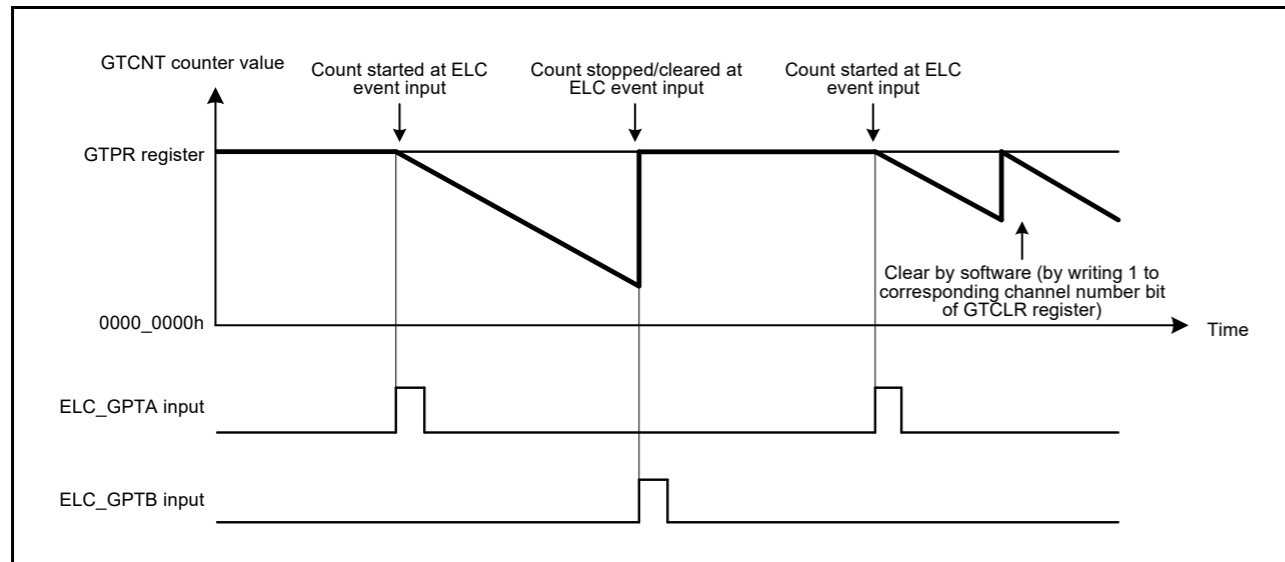 GTCNT counter value
Count started at ELC
event input
Count stopped/cleared at
ELC event input
Count started at ELC
event input
GTPR register
Clear by software (by writing 1 to
corresponding channel number bit
of GTCLR register)
0000_0000h
Time
ELC_GPTA input
ELC_GPTB input